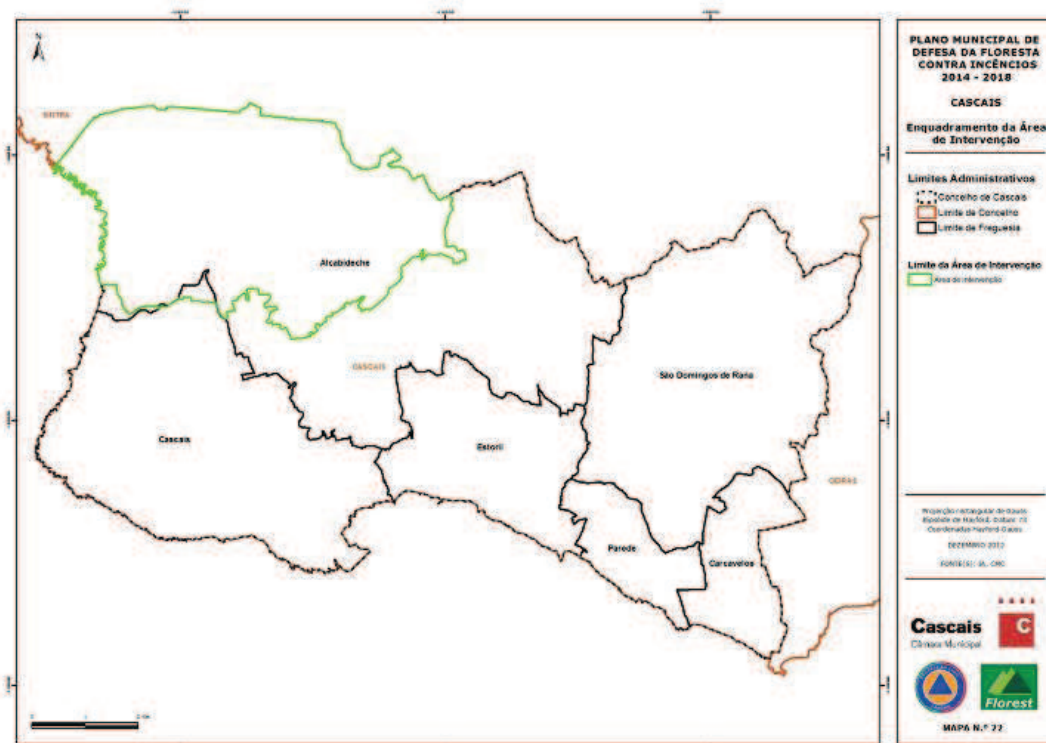 PLANO MUNICIPAL DE
DEFESA DA FLORESTA
CONTRA INCÊNCIOS
2014 - 2018
CASCAIS
Enquadramento da Área
de Intervenção
Limites Administrativos
Concelho de Cascais
Limite de Concelho
Limite de Freguesia
Limite da Área de Intervenção
Área de Intervenção
N
SINTRA
Alcabideche
CASCAIS
São Domingos de Rana
Cascais
Estoril
OEIRAS
Parede
Carcavelos
DEZEMBRO 2012
Cascais
Câmara Municipal
C
Florest
MAPA N.º 22